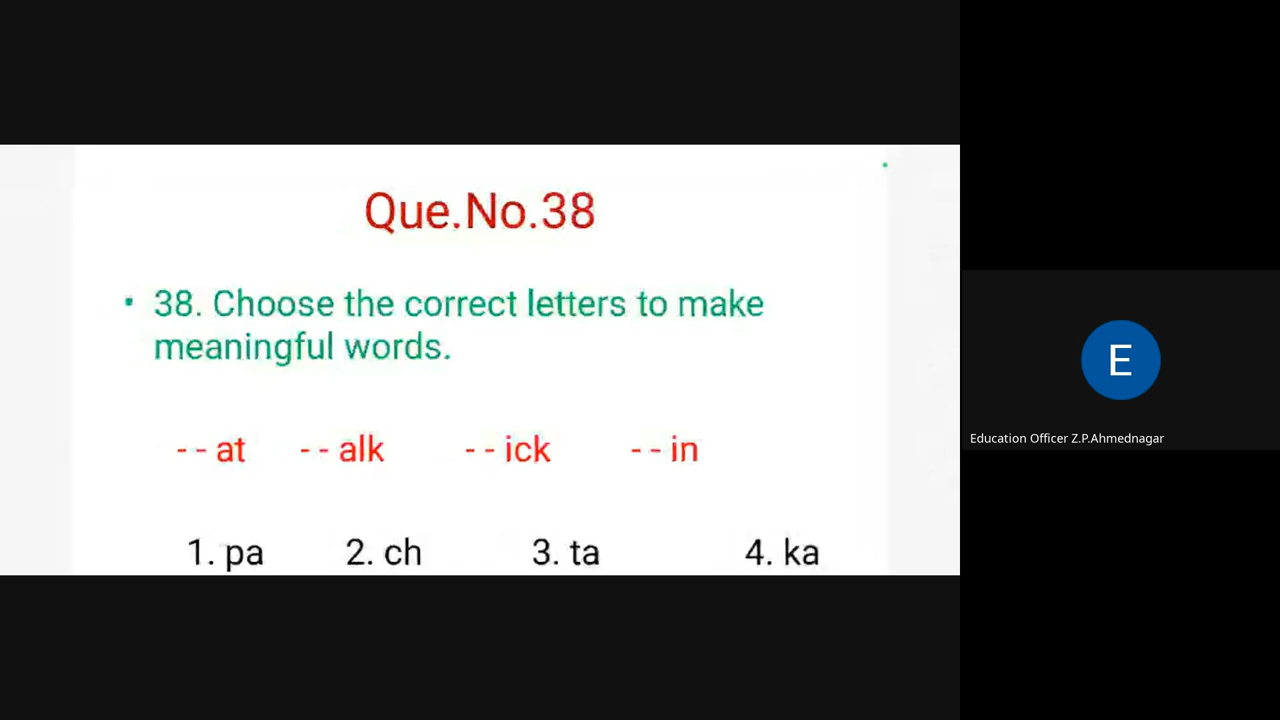 Que.No.38
• 38. Choose the correct letters to make
meaningful words.
- - at - - alk - - ick - - in
1. pa 2. ch 3. ta 4. ka
E
Education Officer Z.P.Ahmednagar